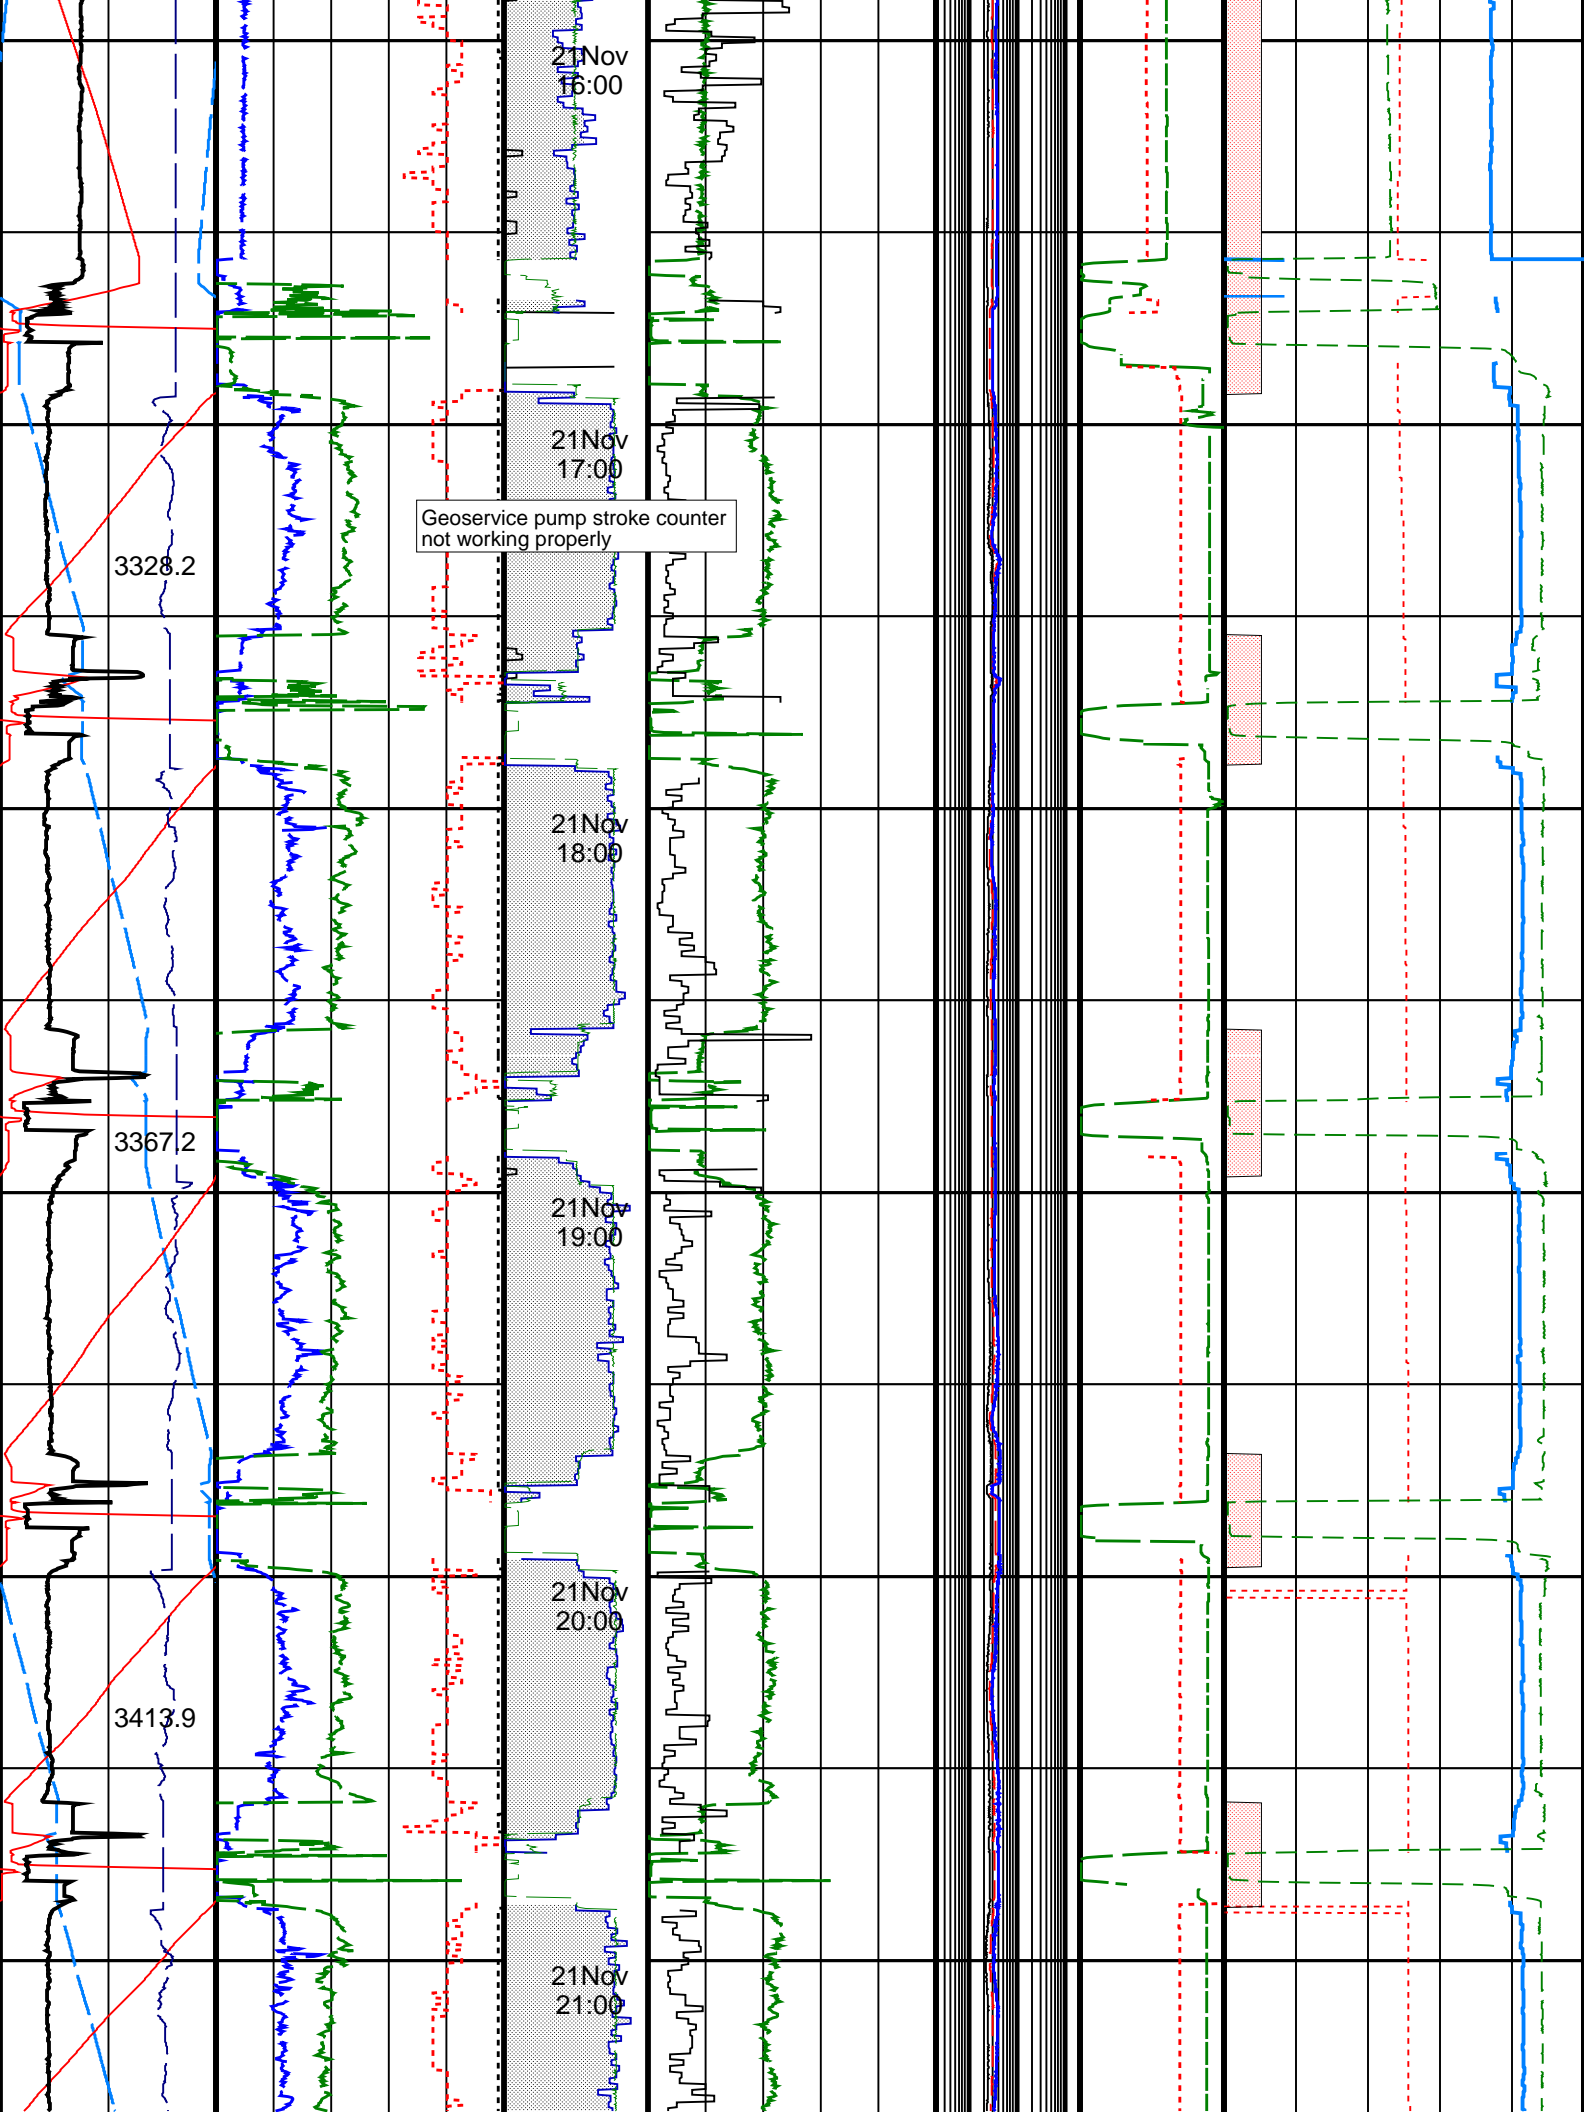 21Nov
16:00
21Nov
17:00
Geoservice pump stroke counter
not working properly
3328.2
21Nov
18:00
3367.2
21Nov
19:00
21Nov
20:00
3413.9
21Nov
21:00